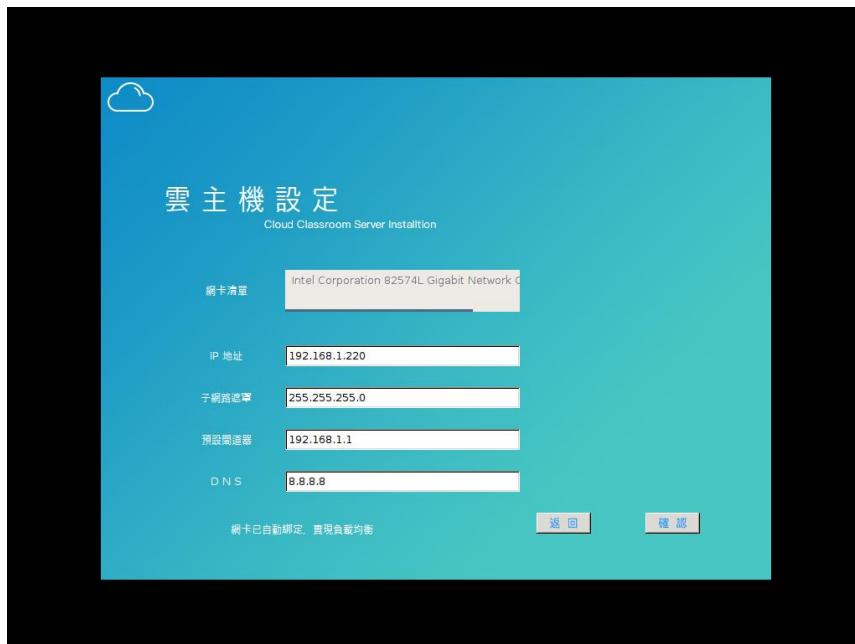 雲主機設定
Cloud Classroom Server Installtion
網卡清單
Intel Corporation 82574L Gigabit Network
IP 地址
192.168.1.220
子網路遮罩
255.255.255.0
預設閘道器
192.168.1.1
DNS
8.8.8.8
網卡已自動綁定, 實現負載均衡
返回
確認